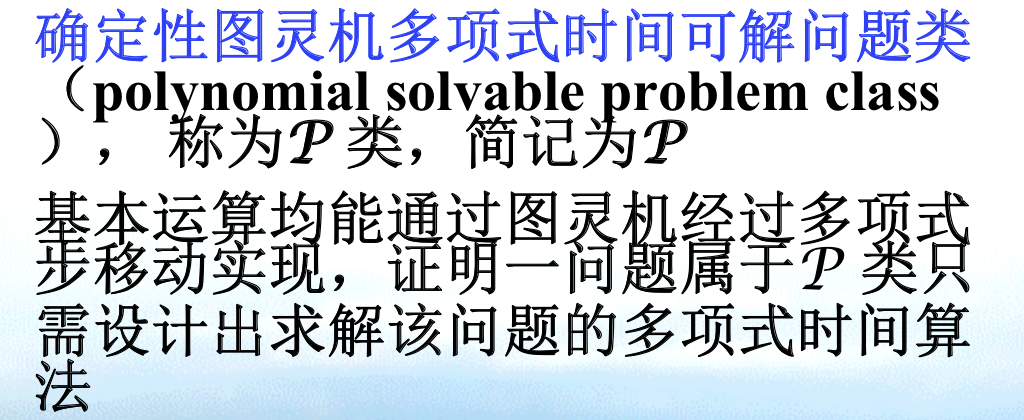 确定性图灵机多项式时间可解问题类
（polynomial solvable problem class
），称为𝒫 类，简记为𝒫
基本运算均能通过图灵机经过多项式
步移动实现，证明一问题属于𝒫 类只
需设计出求解该问题的多项式时间算
法